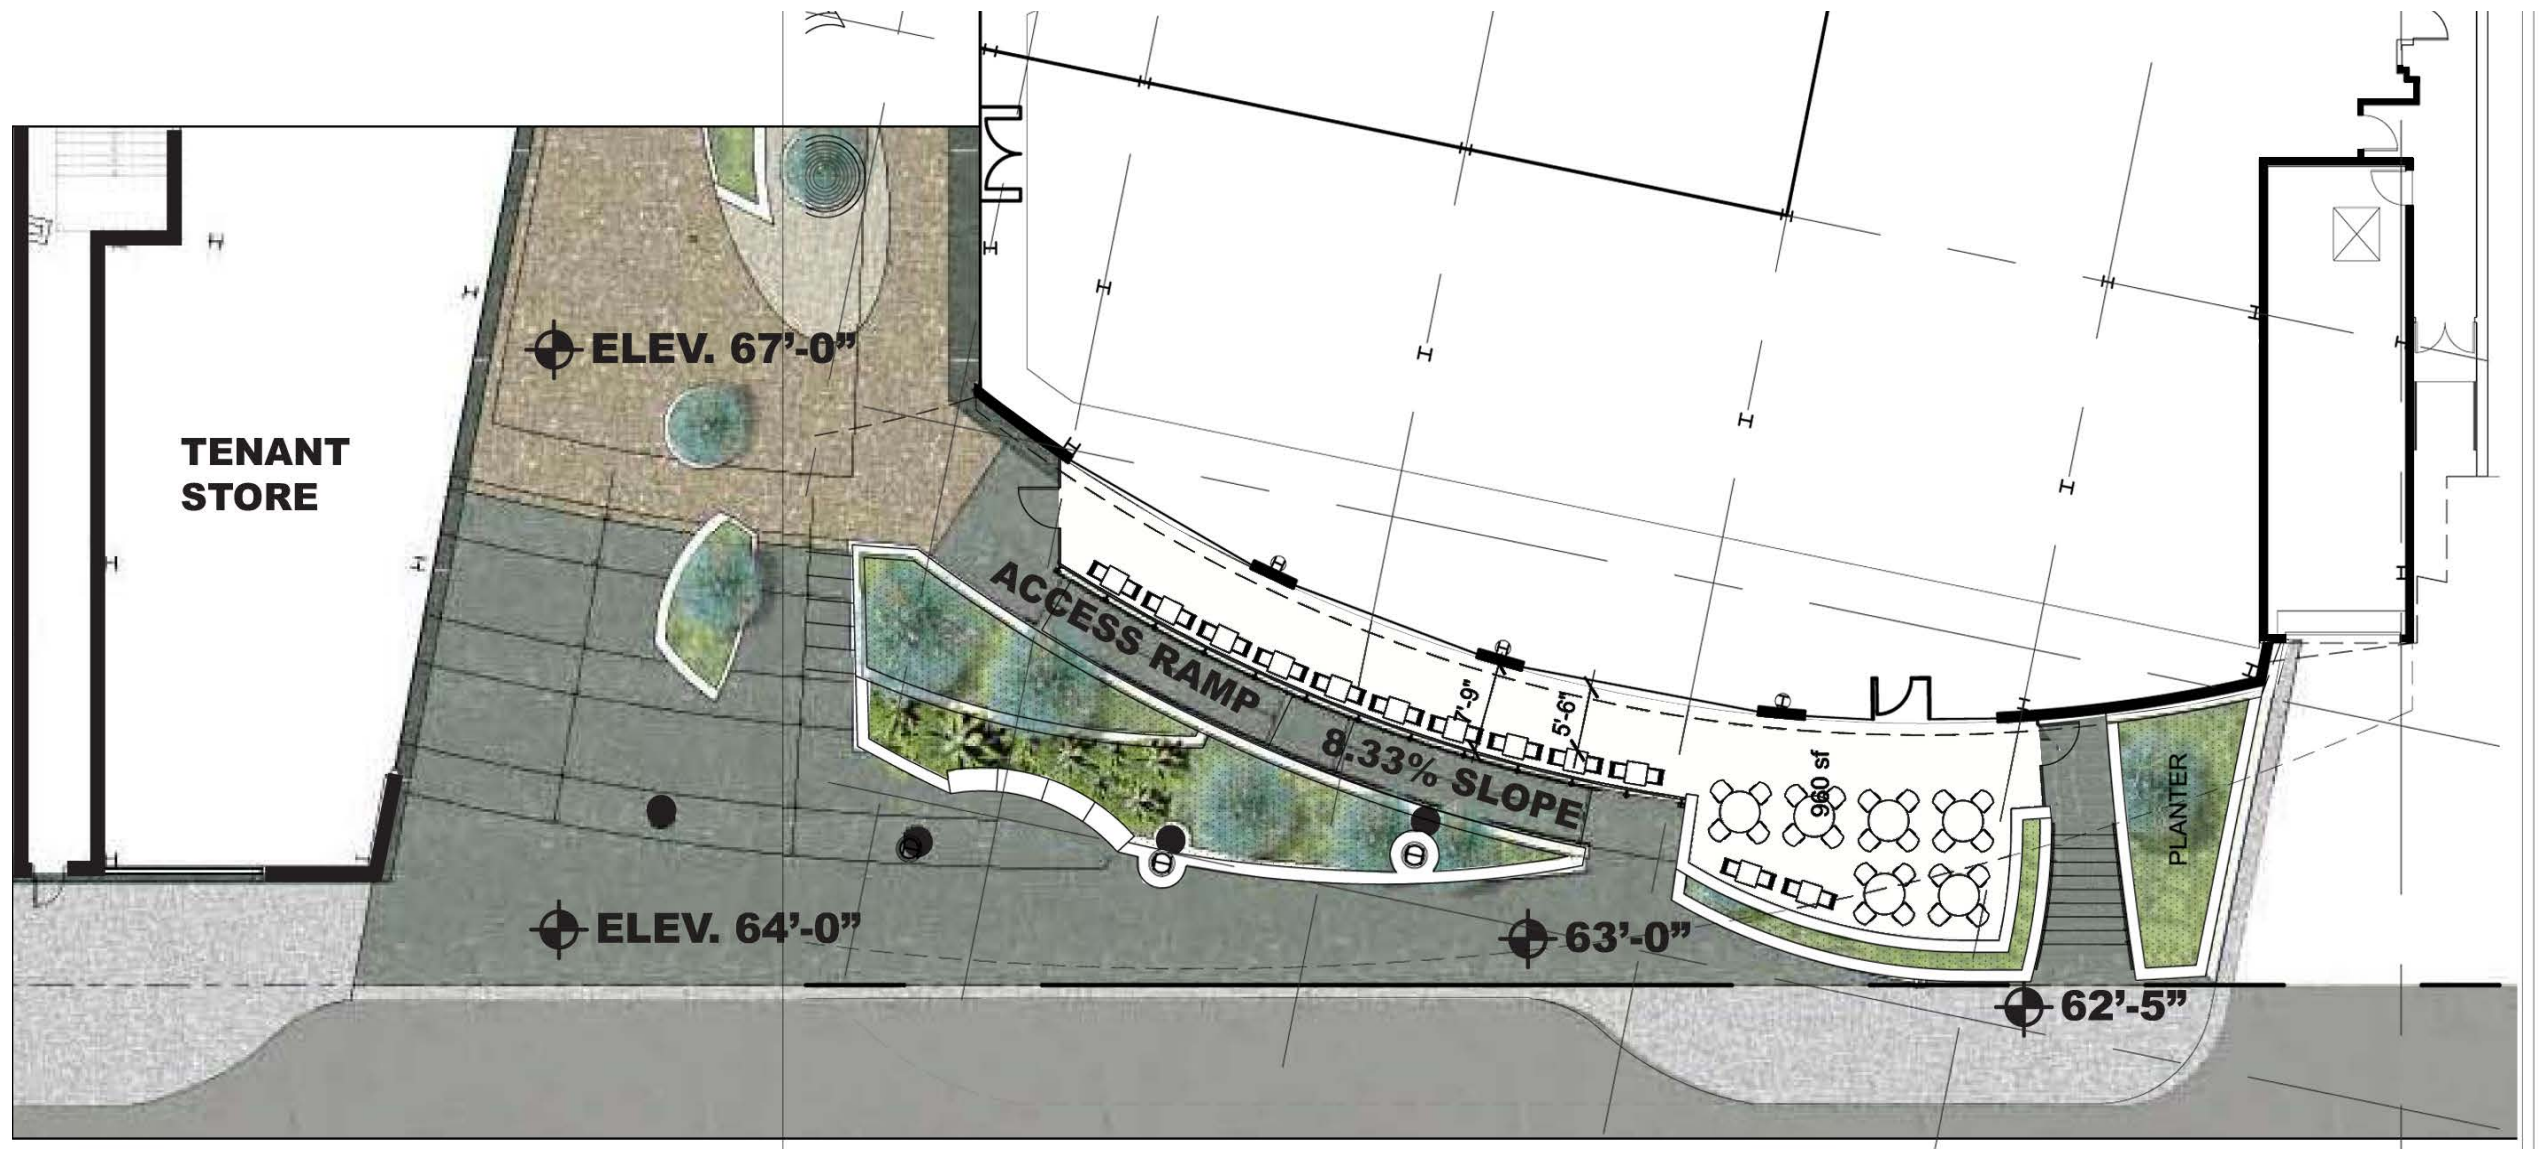 ELEV. 67’-0”
TENANT
STORE
ACCESS RAMP
8.33% SLOPE
7'-9"
5'-6"
960 sf
PLANTER
ELEV. 64’-0”
63’-0”
62’-5”